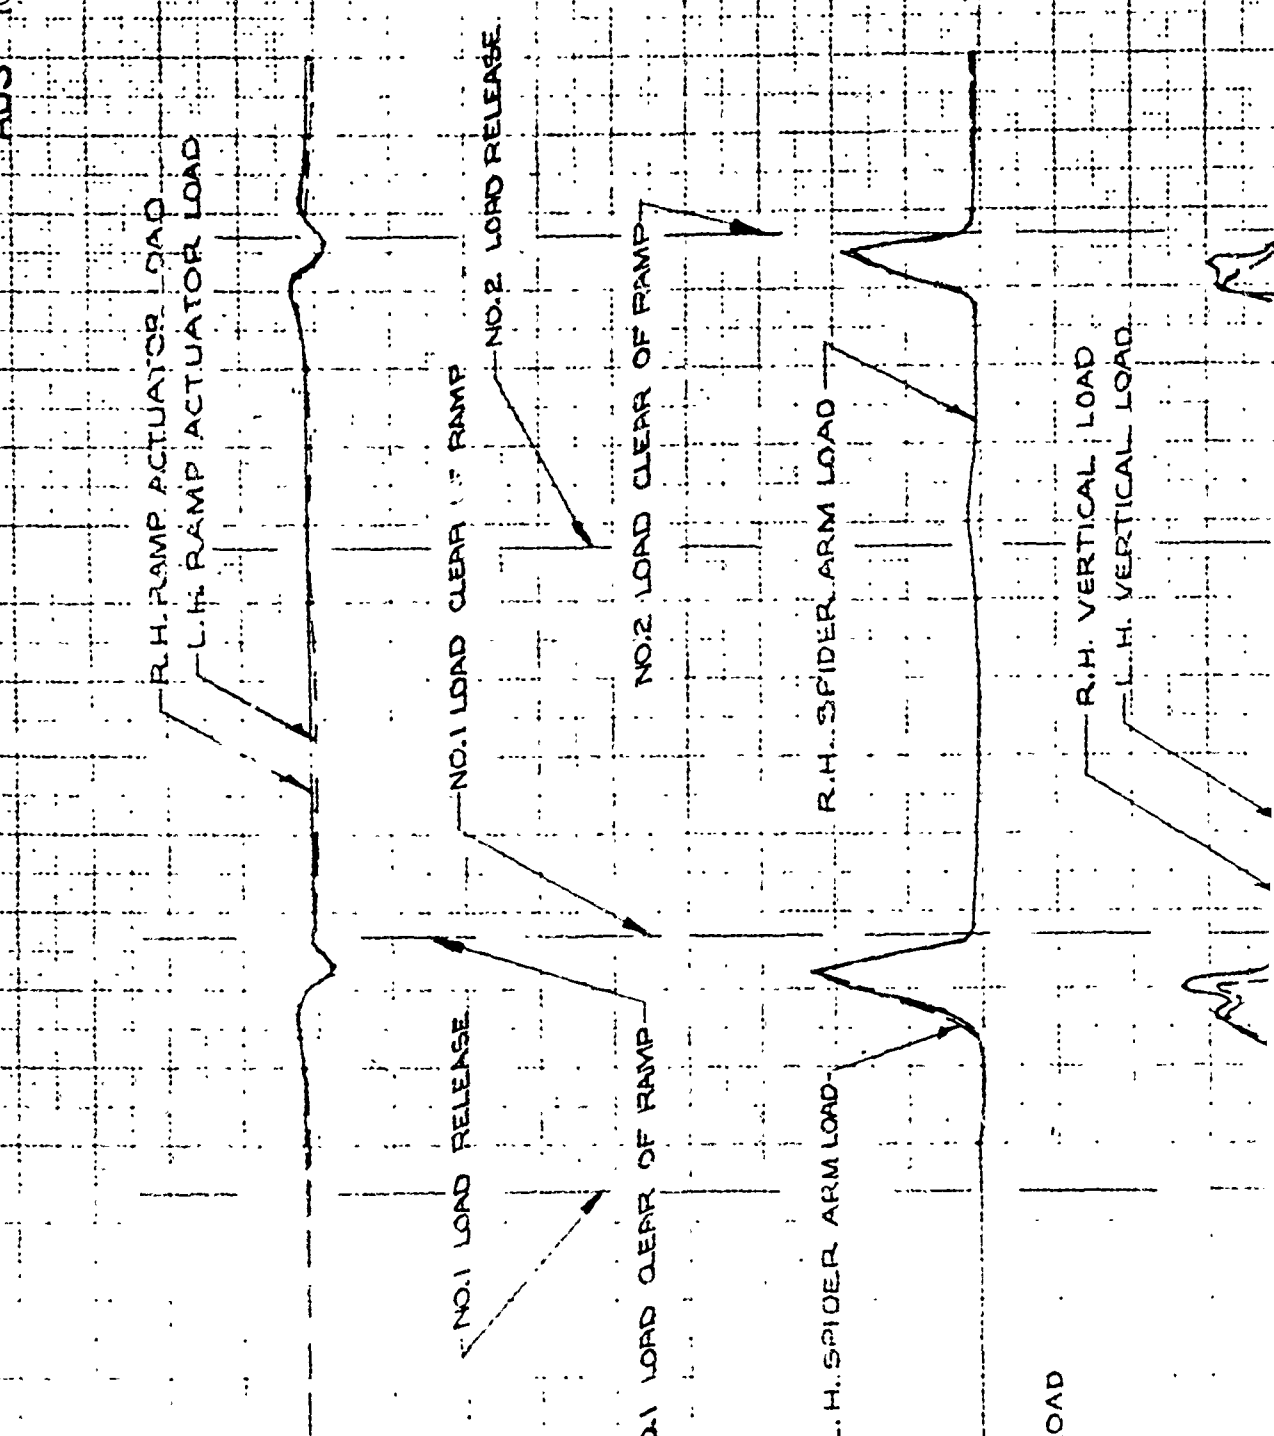 R.H. RAMP ACTUATOR LOAD
L.H. RAMP ACTUATOR LOAD
NO.1 LOAD RELEASE
NO.1 LOAD CLEAR OF RAMP
NO.2 LOAD RELEASE
.1 LOAD CLEAR OF RAMP
NO.2 LOAD CLEAR OF RAMP
.H. SPIDER ARM LOAD
R.H. SPIDER ARM LOAD
OAD
R.H. VERTICAL LOAD
L.H. VERTICAL LOAD